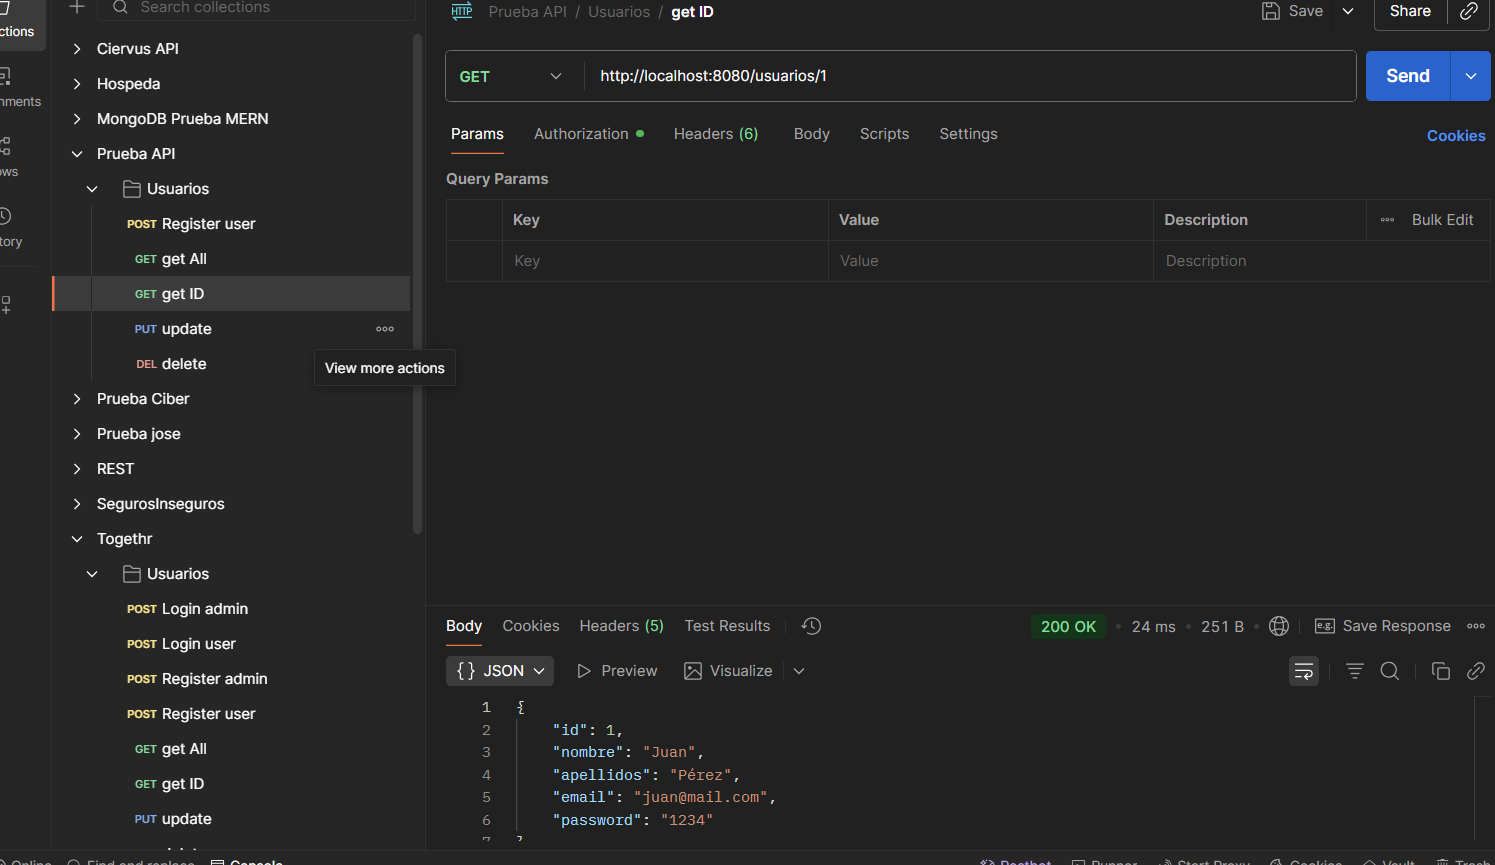 ctions
Search collections
HTTP Prueba API / Usuarios / get ID
Save
Share
Ciervus API
Hospeda
GET
http://localhost:8080/usuarios/1
Send
nments
MongoDB Prueba MERN
Prueba API
Params Authorization Headers (6) Body Scripts Settings
Cookies
ows
Usuarios
Query Params
POST Register user
Key Value Description Bulk Edit
tory
GET get All
Key Value Description
GET get ID
PUT update
DEL delete
View more actions
Prueba Ciber
Prueba jose
REST
SegurosInseguros
Togethr
Usuarios
POST Login admin
POST Login user
POST Register admin
POST Register user
GET get All
GET get ID
PUT update
Body Cookies Headers (5) Test Results
200 OK 24 ms 251 B
e.g. Save Response
{} JSON Preview Visualize
1 {
2 "id": 1,
3 "nombre": "Juan",
4 "apellidos": "Pérez",
5 "email": "juan@mail.com",
6 "password": "1234"
7 }
Online Find and replace Console
Postbot Runner Start Proxy Cookies Vault Trash